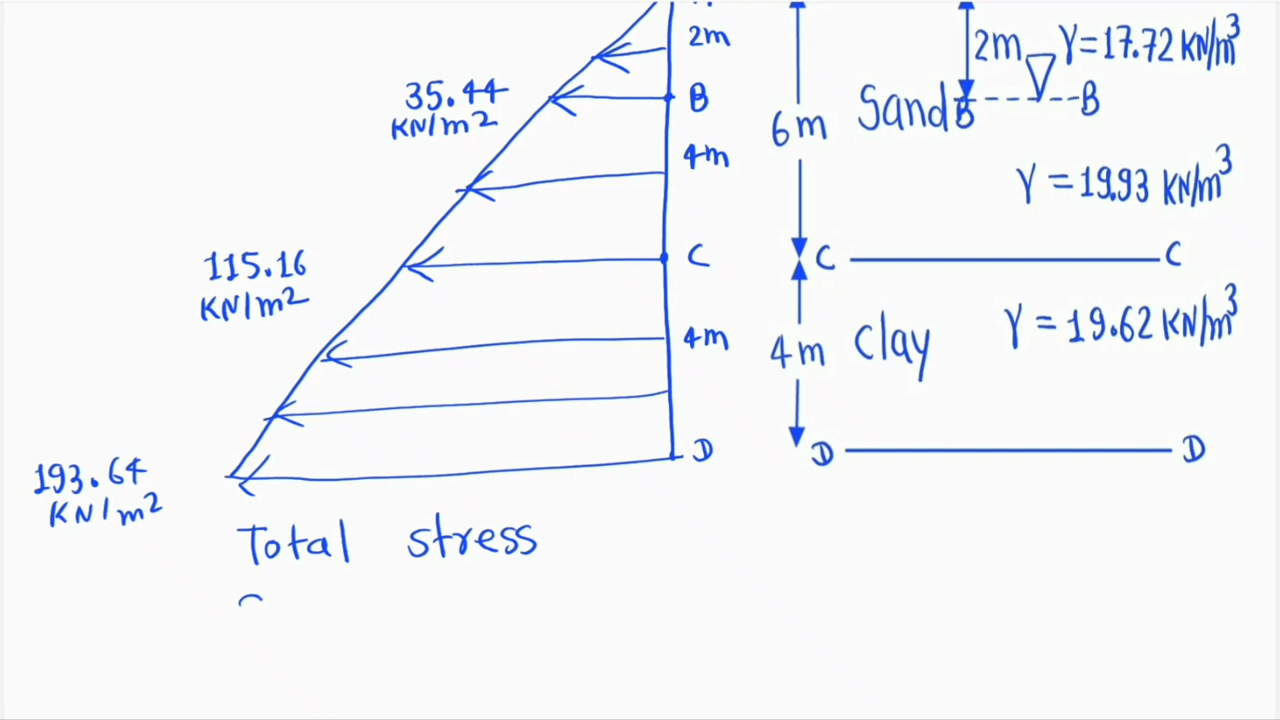 2m
35.44
KN/m2
B
4m
115.16
KN/m2
C
4m
193.64
KN/m2
D
Total stress
2m
γ=17.72 KN/m³
6m
Sand
B
B
γ=19.93 KN/m³
C
C
4m
Clay
γ=19.62 KN/m³
D
D